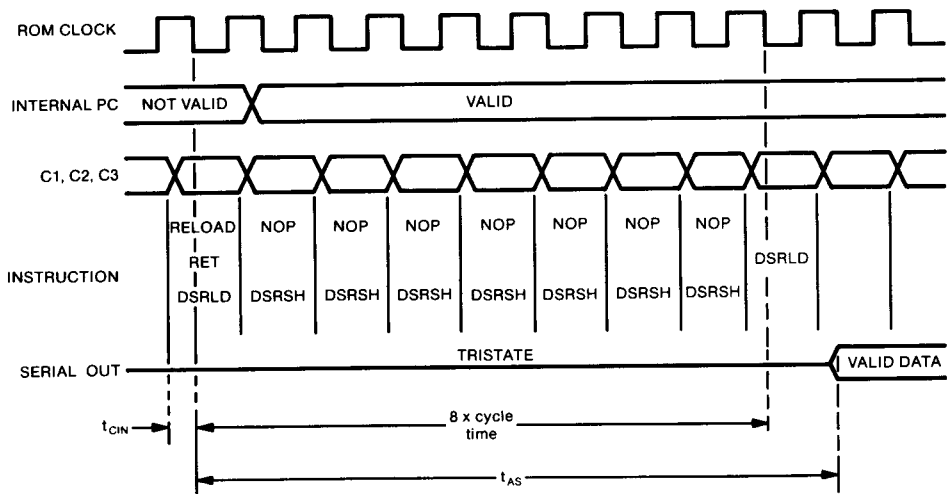 ROM CLOCK
INTERNAL PC
NOT VALID
VALID
C1, C2, C3
INSTRUCTION
RELOAD NOP NOP NOP NOP NOP NOP NOP
RET
DSRLD
DSRLD DSRSH DSRSH DSRSH DSRSH DSRSH DSRSH DSRSH
SERIAL OUT
TRISTATE
VALID DATA
tCIN
8 x cycle
time
tAS